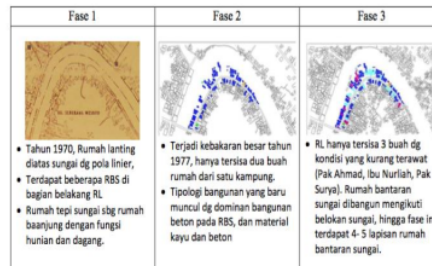 Fase 1
Fase 2
Fase 3
• Tahun 1970, Rumah lanting
diatas sungai dg pola linier,
• Terdapat beberapa RBS di
bagian belakang RL
• Rumah tepi sungai sbg rumah
baanjung dengan fungsi
hunian dan dagang.
• Terjadi kebakaran besar tahun
1977, hanya tersisa dua buah
rumah dari satu kampung.
• Tipologi bangunan yang baru
muncul dg dominan bangunan
beton pada RBS, dan material
kayu dan beton
• RL hanya tersisa 3 buah dg
kondisi yang kurang terawat
(Pak Ahmad, Ibu Nurliah, Pak
Surya). Rumah bantaran
sungai dibangun mengikuti
belokan sungai, hingga fase in
terdapat 4- 5 lapisan rumah
bantaran sungai.